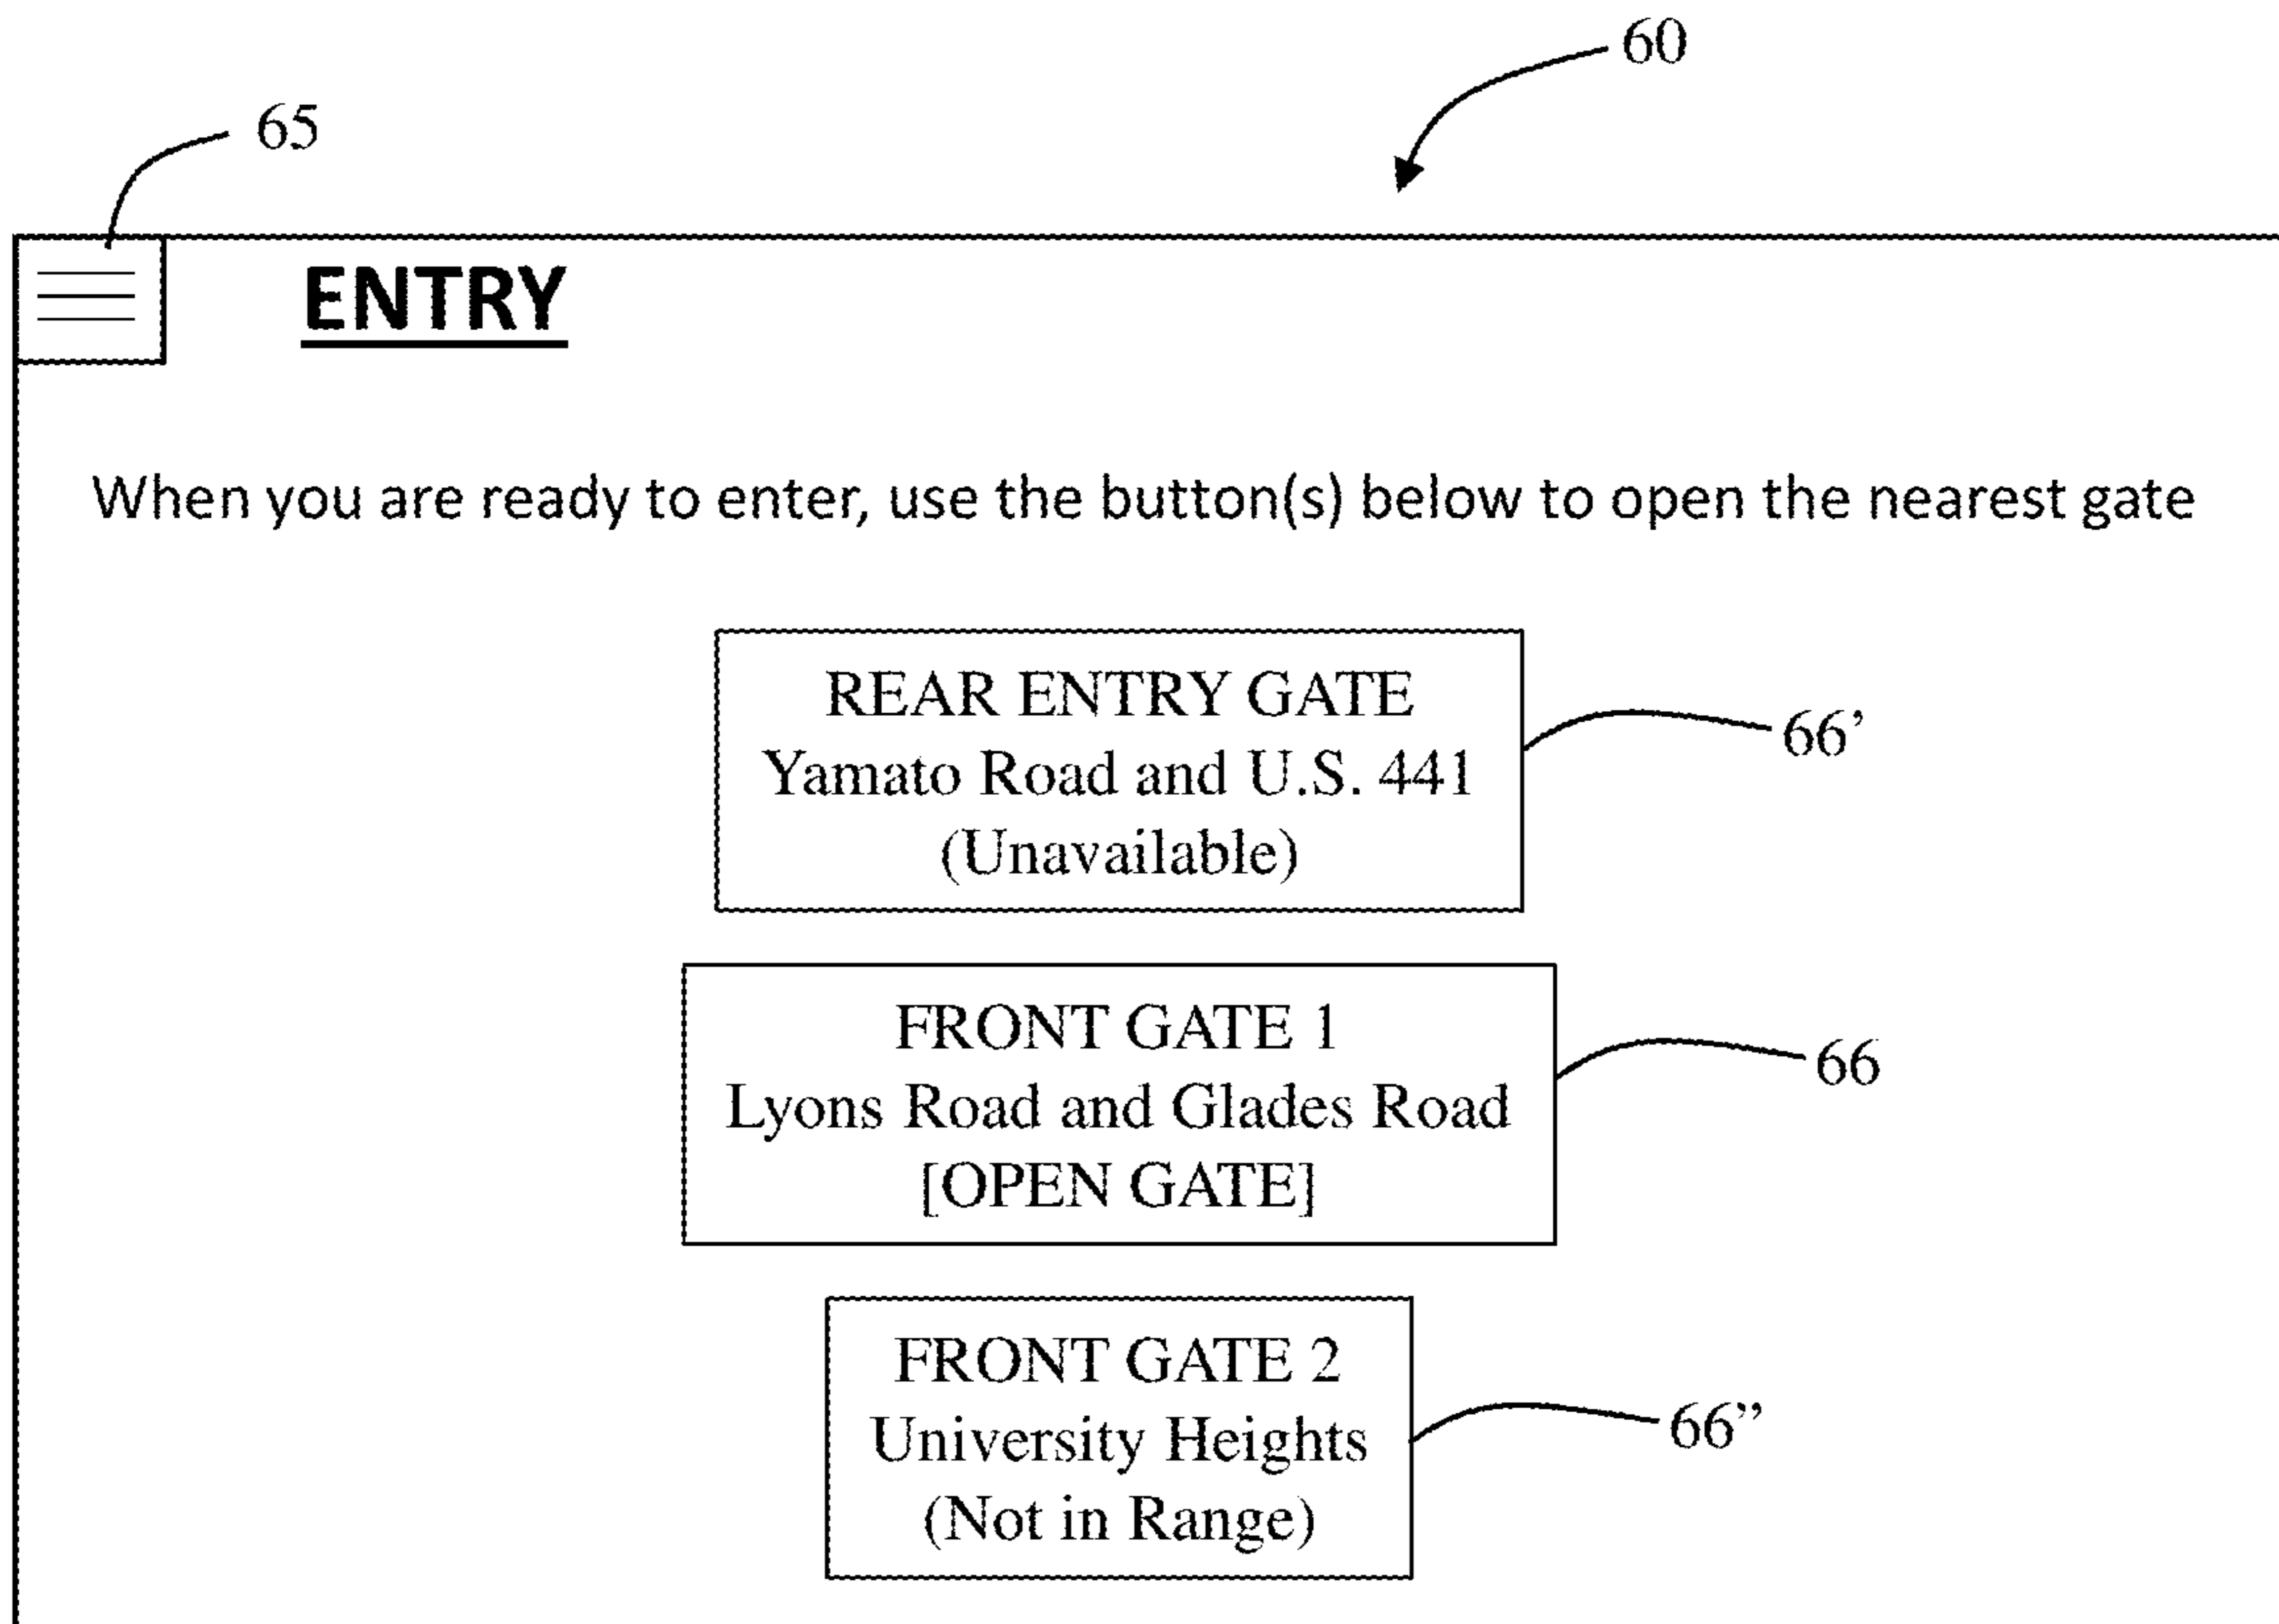 60
65
ENTRY
When you are ready to enter, use the button(s) below to open the nearest gate
REAR ENTRY GATE
Yamato Road and U.S. 441
(Unavailable)
66’
FRONT GATE 1
Lyons Road and Glades Road
[OPEN GATE]
66
FRONT GATE 2
University Heights
(Not in Range)
66”